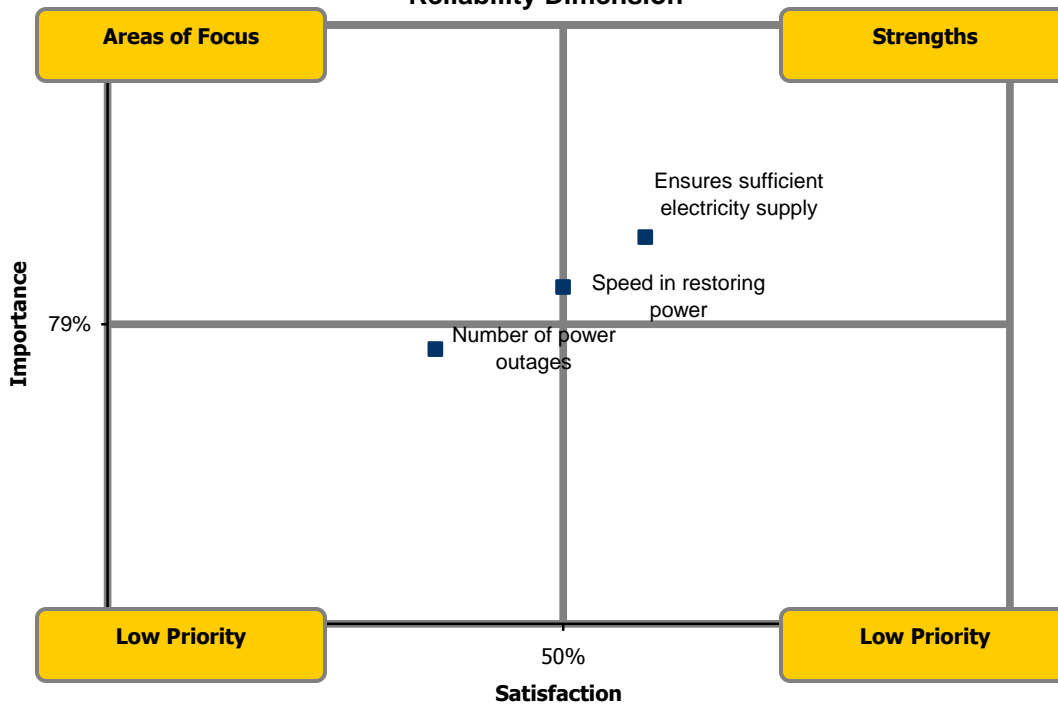 Reliability Dimension
Areas of Focus
Strengths
Ensures sufficient
electricity supply
Speed in restoring
power
Importance
79%
Number of power
outages
Low Priority
Low Priority
50%
Satisfaction